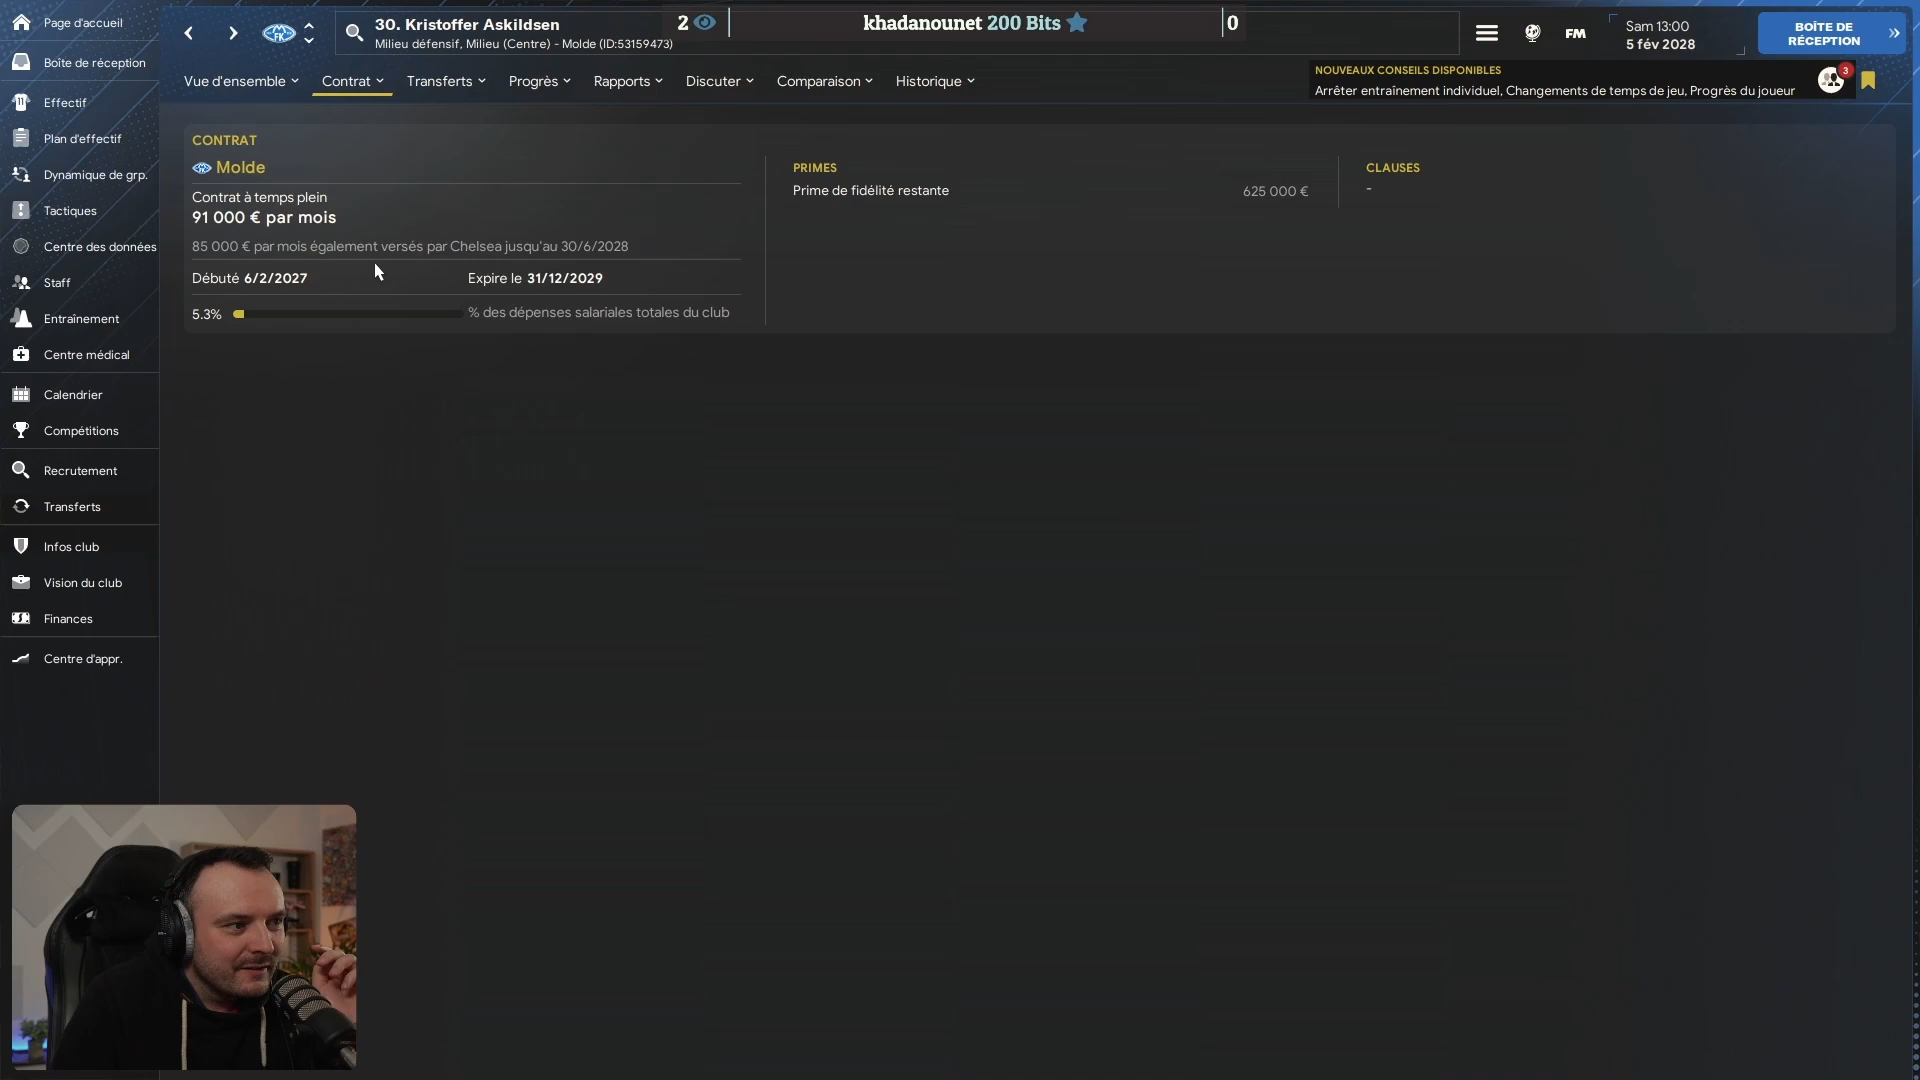 Page d'accueil
Boîte de réception
Effectif
Plan d'effectif
Dynamique de grp.
Tactiques
Centre des données
Staff
Entraînement
Centre médical
Calendrier
Compétitions
Recrutement
Transferts
Infos club
Vision du club
Finances
Centre d'appr.
30. Kristoffer Askildsen
Milieu défensif, Milieu (Centre) - Molde (ID:53159473)
2
khadanounet 200 Bits
0
FM
Sam 13:00
5 fév 2028
BOÎTE DE RÉCEPTION
Vue d'ensemble
Contrat
Transferts
Progrès
Rapports
Discuter
Comparaison
Historique
NOUVEAUX CONSEILS DISPONIBLES
Arrêter entraînement individuel, Changements de temps de jeu, Progrès du joueur
3
CONTRAT
Molde
Contrat à temps plein
91 000 € par mois
85 000 € par mois également versés par Chelsea jusqu'au 30/6/2028
Débuté 6/2/2027
Expire le 31/12/2029
5.3%
% des dépenses salariales totales du club
PRIMES
Prime de fidélité restante
625 000 €
CLAUSES
-